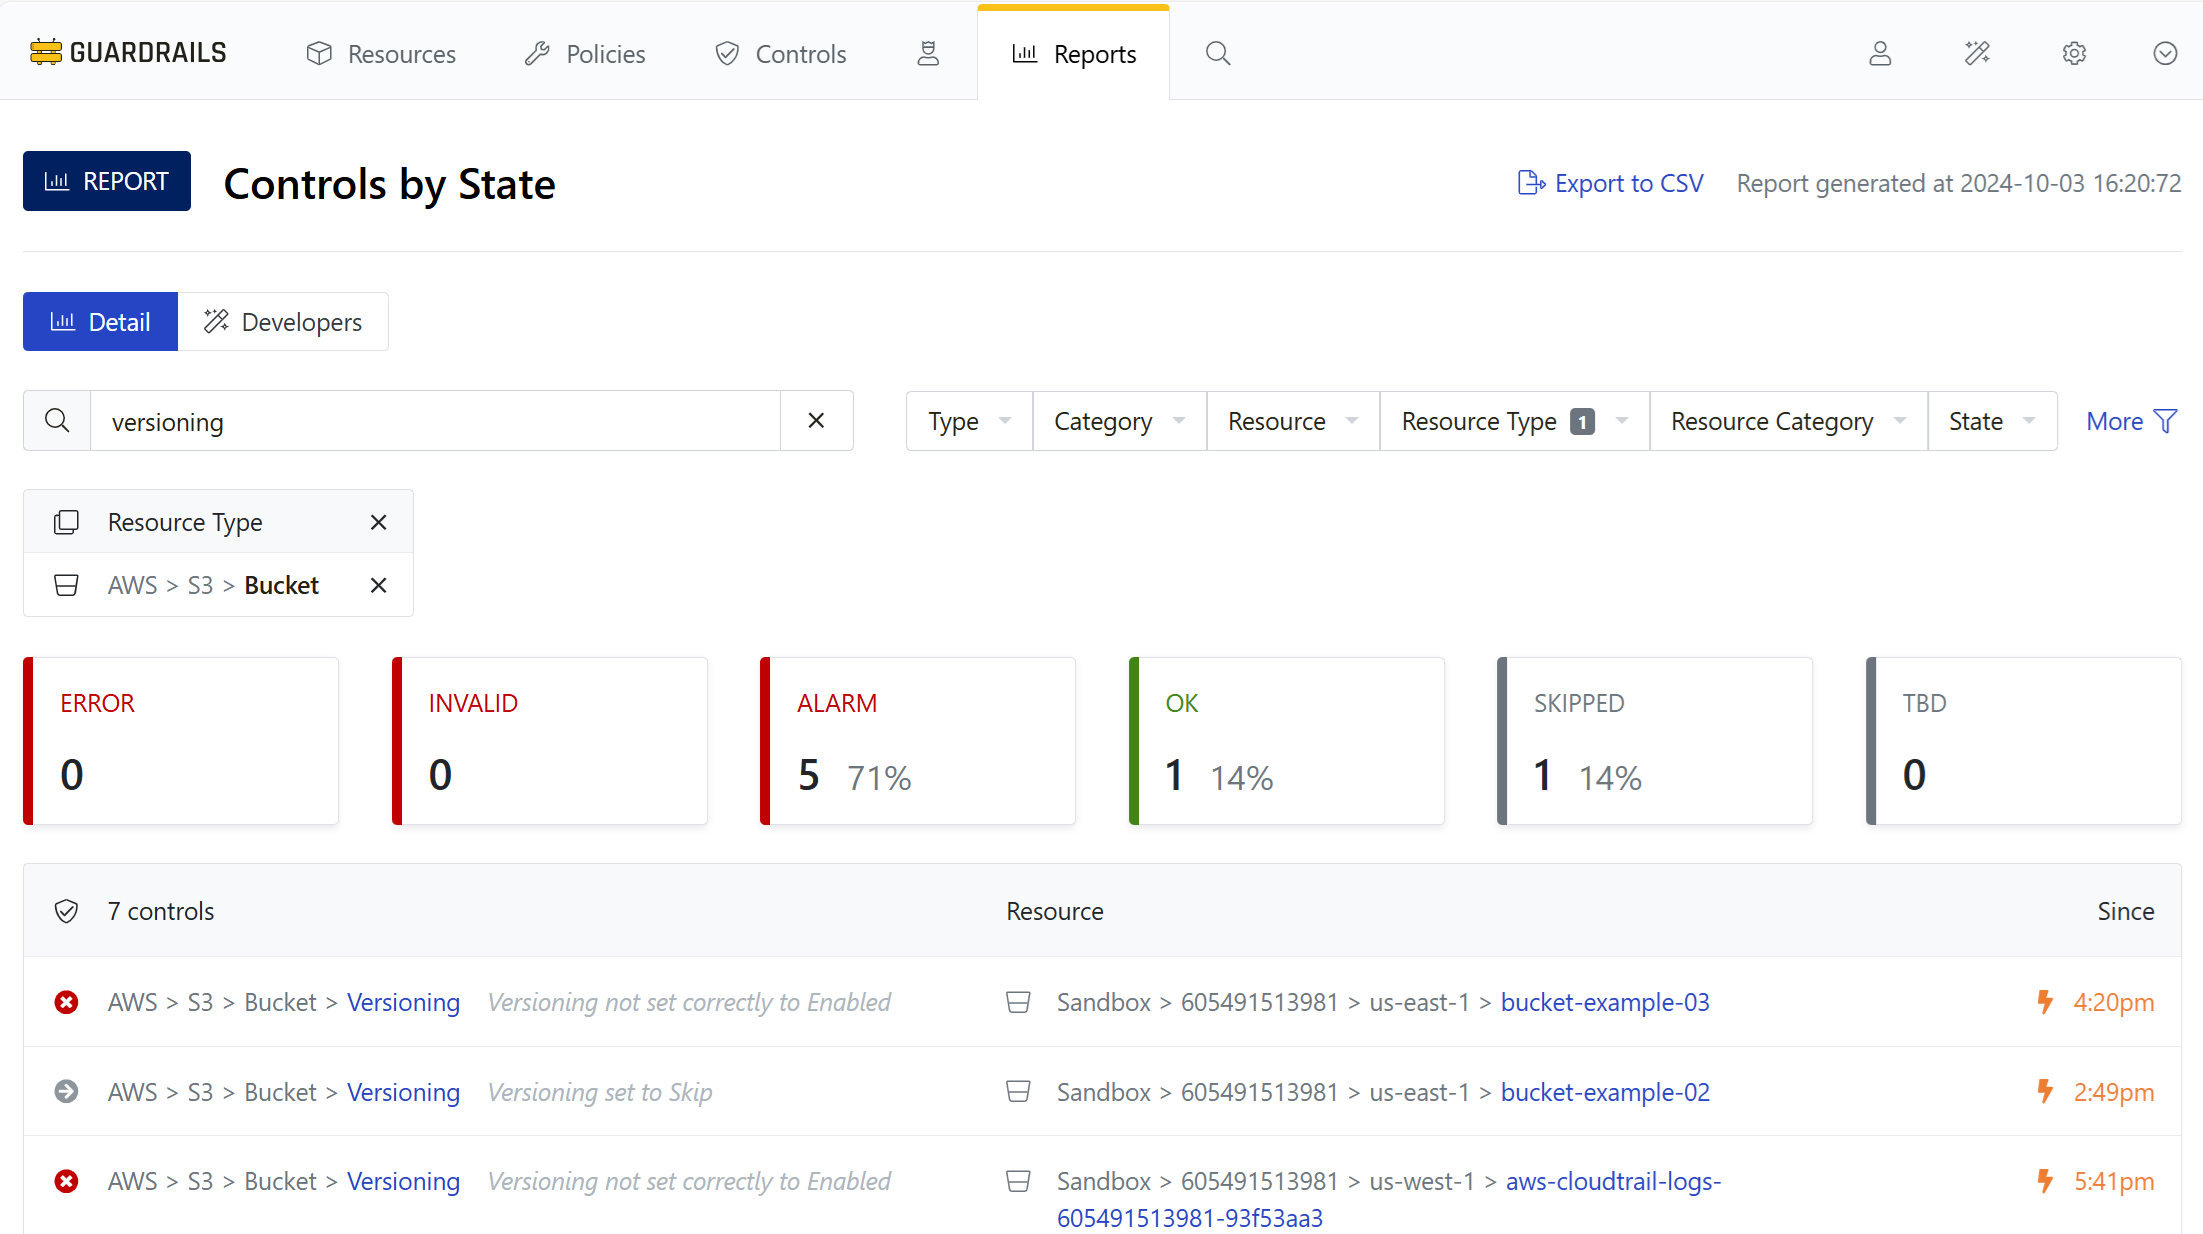 GUARDRAILS Resources Policies Controls Reports
REPORT Controls by State Export to CSV Report generated at 2024-10-03 16:20:72
Detail Developers
versioning Type Category Resource Resource Type 1 Resource Category State More
Resource Type
AWS > S3 > Bucket
ERROR INVALID ALARM OK SKIPPED TBD
0 0 5 71% 1 14% 1 14% 0
7 controls Resource Since
AWS > S3 > Bucket > Versioning Versioning not set correctly to Enabled Sandbox > 605491513981 > us-east-1 > bucket-example-03 4:20pm
AWS > S3 > Bucket > Versioning Versioning set to Skip Sandbox > 605491513981 > us-east-1 > bucket-example-02 2:49pm
AWS > S3 > Bucket > Versioning Versioning not set correctly to Enabled Sandbox > 605491513981 > us-west-1 > aws-cloudtrail-logs- 5:41pm
605491513981-93f53aa3